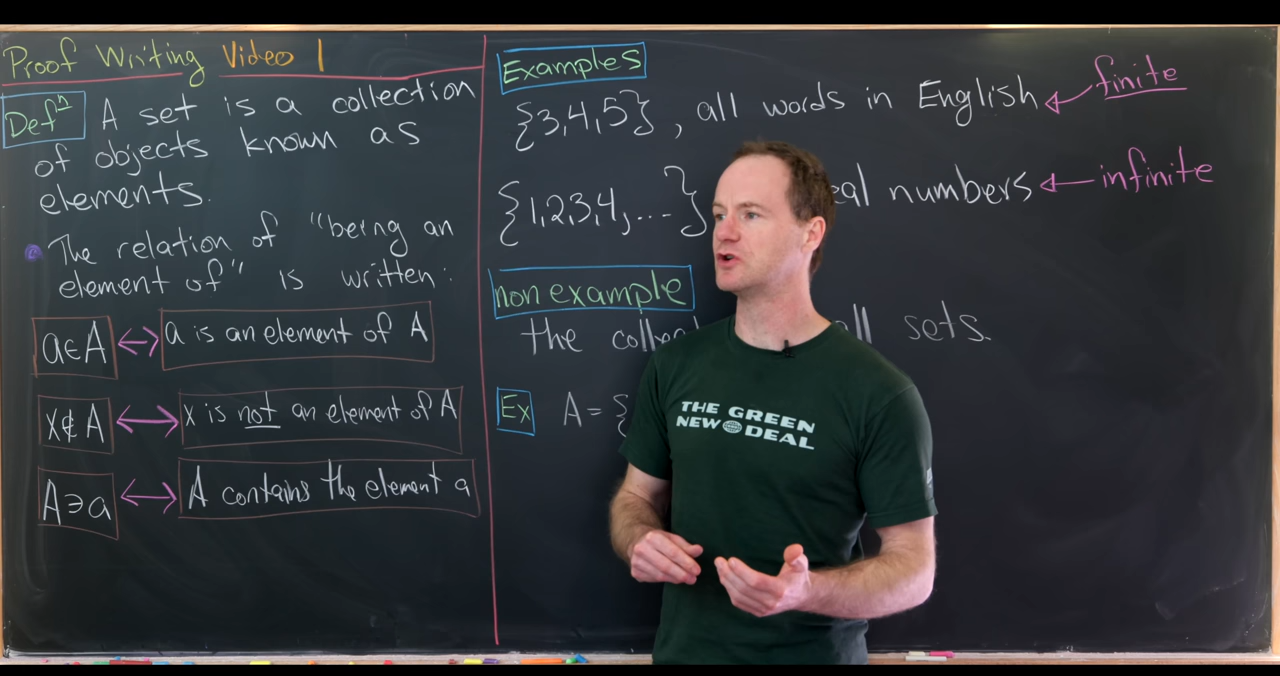 Proof Writing Video 1
Defⁿ A set is a collection
of objects known as
elements.
• The relation of "being an
element of" is written:
a∈A ↔ a is an element of A
x∉A ↔ x is not an element of A
A∋a ↔ A contains the element a
Examples
{3,4,5}, all words in English ← finite
{1,2,3,4,...} numbers ← infinite
non example
the sets.
Ex A = {
THE GREEN
NEW DEAL